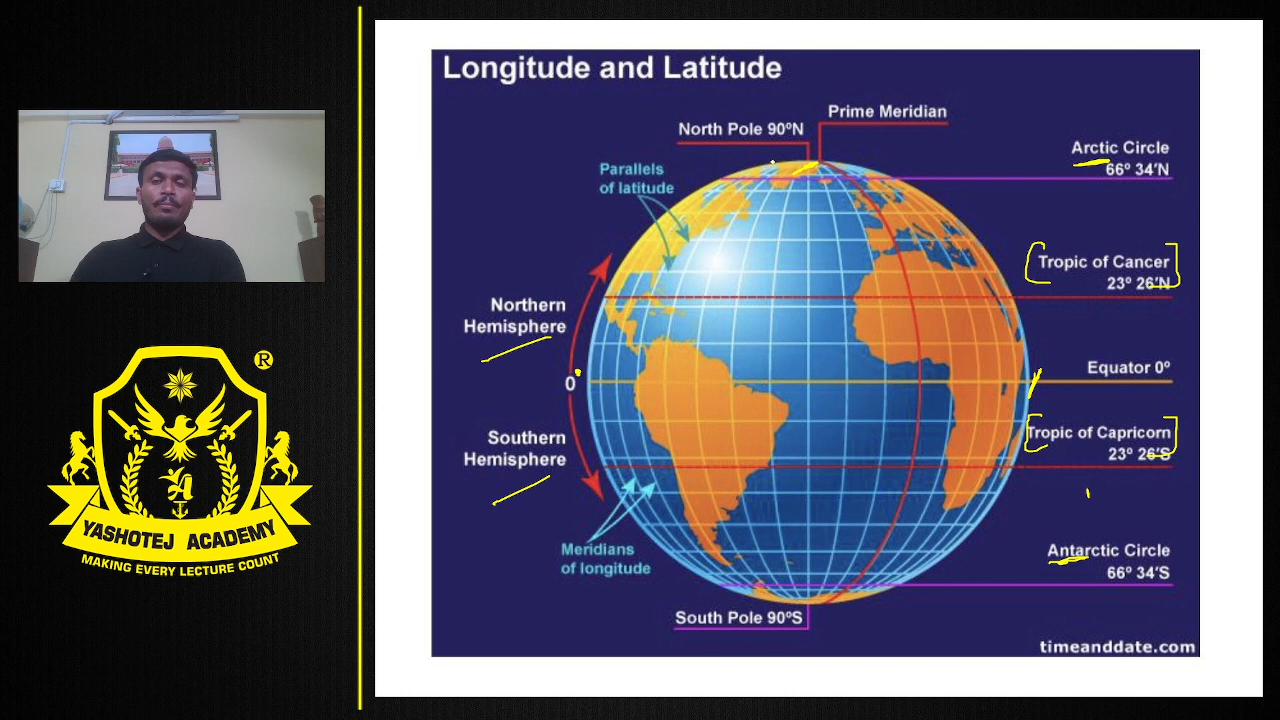 Longitude and Latitude
Prime Meridian
North Pole 90ºN
Arctic Circle
66º 34'N
Parallels
of latitude
Tropic of Cancer
23º 26'N
Northern
Hemisphere
Equator 0º
0°
Tropic of Capricorn
23º 26'S
Southern
Hemisphere
Meridians
of longitude
Antarctic Circle
66º 34'S
South Pole 90ºS
timeanddate.com
®
A
YASHOTEJ ACADEMY
MAKING EVERY LECTURE COUNT